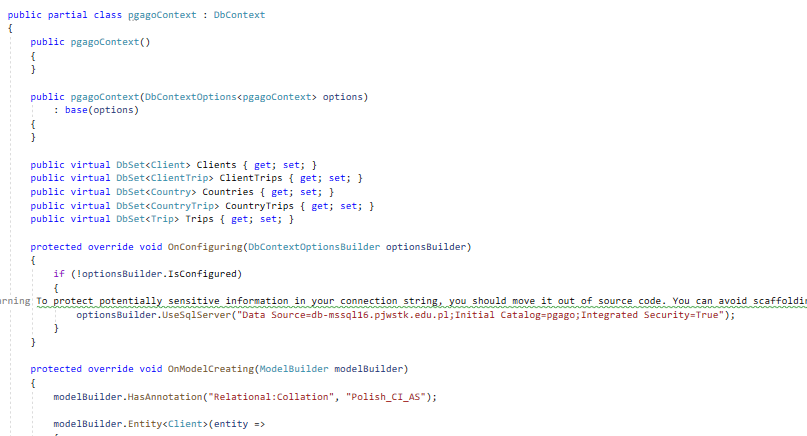 public partial class pgagoContext : DbContext
{
public pgagoContext()
{
}
public pgagoContext(DbContextOptions<pgagoContext> options)
: base(options)
{
}
public virtual DbSet<Client> Clients { get; set; }
public virtual DbSet<ClientTrip> ClientTrips { get; set; }
public virtual DbSet<Country> Countries { get; set; }
public virtual DbSet<CountryTrip> CountryTrips { get; set; }
public virtual DbSet<Trip> Trips { get; set; }
protected override void OnConfiguring(DbContextOptionsBuilder optionsBuilder)
{
if (!optionsBuilder.IsConfigured)
{
rning To protect potentially sensitive information in your connection string, you should move it out of source code. You can avoid scaffoldi
optionsBuilder.UseSqlServer("Data Source=db-mssql16.pjwstk.edu.pl;Initial Catalog=pgago;Integrated Security=True");
}
}
protected override void OnModelCreating(ModelBuilder modelBuilder)
{
modelBuilder.HasAnnotation("Relational:Collation", "Polish_CI_AS");
modelBuilder.Entity<Client>(entity =>